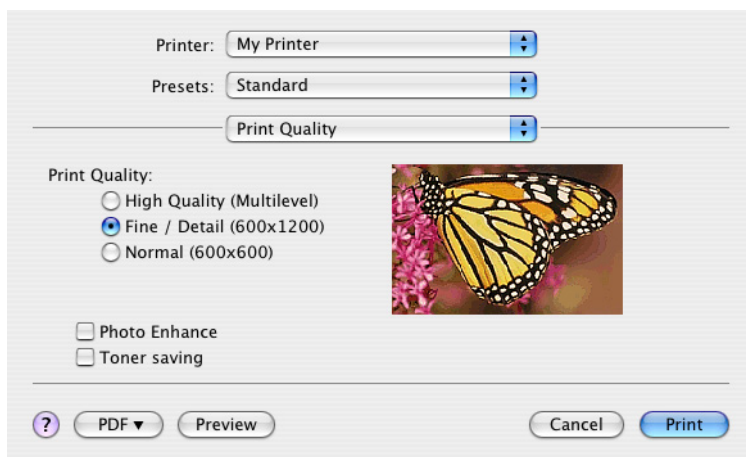 Printer: My Printer
Presets: Standard
Print Quality
Print Quality:
High Quality (Multilevel)
Fine / Detail (600x1200)
Normal (600x600)
Photo Enhance
Toner saving
? PDF▼ Preview Cancel Print